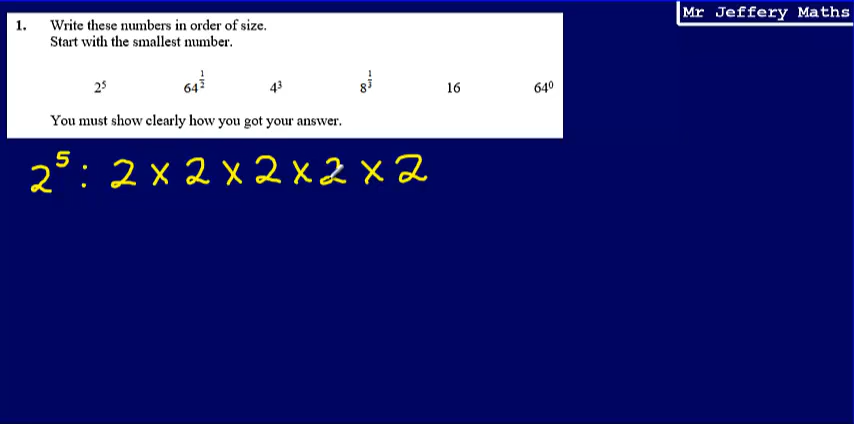 Mr Jeffery Maths
1. Write these numbers in order of size.
Start with the smallest number.
2⁵ 64^(1/2) 4³ 8^(1/3) 16 64⁰
You must show clearly how you got your answer.
2⁵: 2 × 2 × 2 × 2 × 2